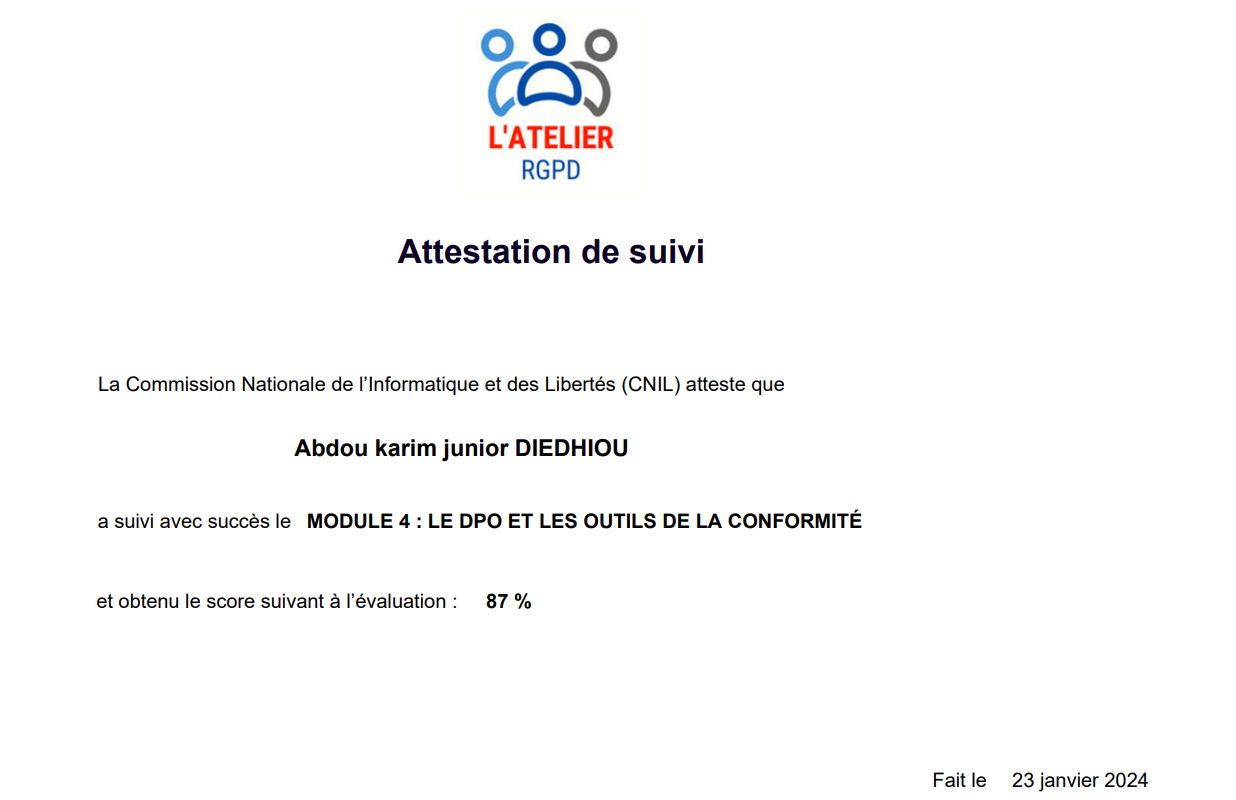 L'ATELIER
RGPD
Attestation de suivi
La Commission Nationale de l’Informatique et des Libertés (CNIL) atteste que
Abdou karim junior DIEDHIOU
a suivi avec succès le MODULE 4 : LE DPO ET LES OUTILS DE LA CONFORMITÉ
et obtenu le score suivant à l’évaluation : 87 %
Fait le 23 janvier 2024